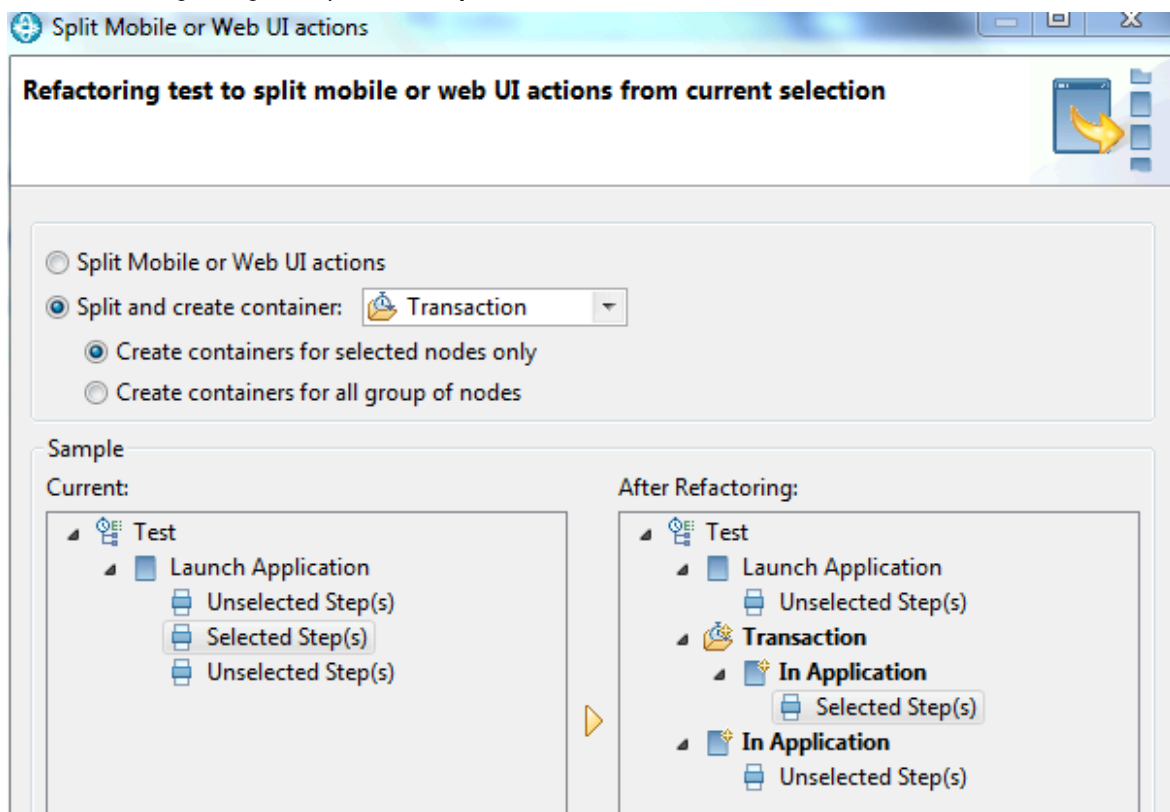 Split Mobile or Web UI actions
Refactoring test to split mobile or web UI actions from current selection
Split Mobile or Web UI actions
Split and create container: Transaction
Create containers for selected nodes only
Create containers for all group of nodes
Sample
Current:
Test
Launch Application
Unselected Step(s)
Selected Step(s)
Unselected Step(s)
After Refactoring:
Test
Launch Application
Unselected Step(s)
Transaction
In Application
Selected Step(s)
In Application
Unselected Step(s)